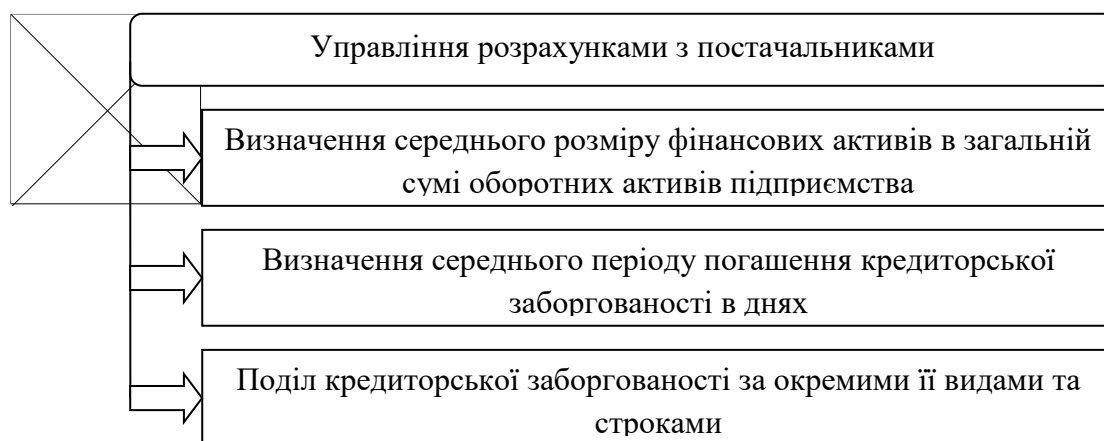 Управління розрахунками з постачальниками
Визначення середнього розміру фінансових активів в загальній
сумі оборотних активів підприємства
Визначення середнього періоду погашення кредиторської
заборгованості в днях
Поділ кредиторської заборгованості за окремими її видами та
строками